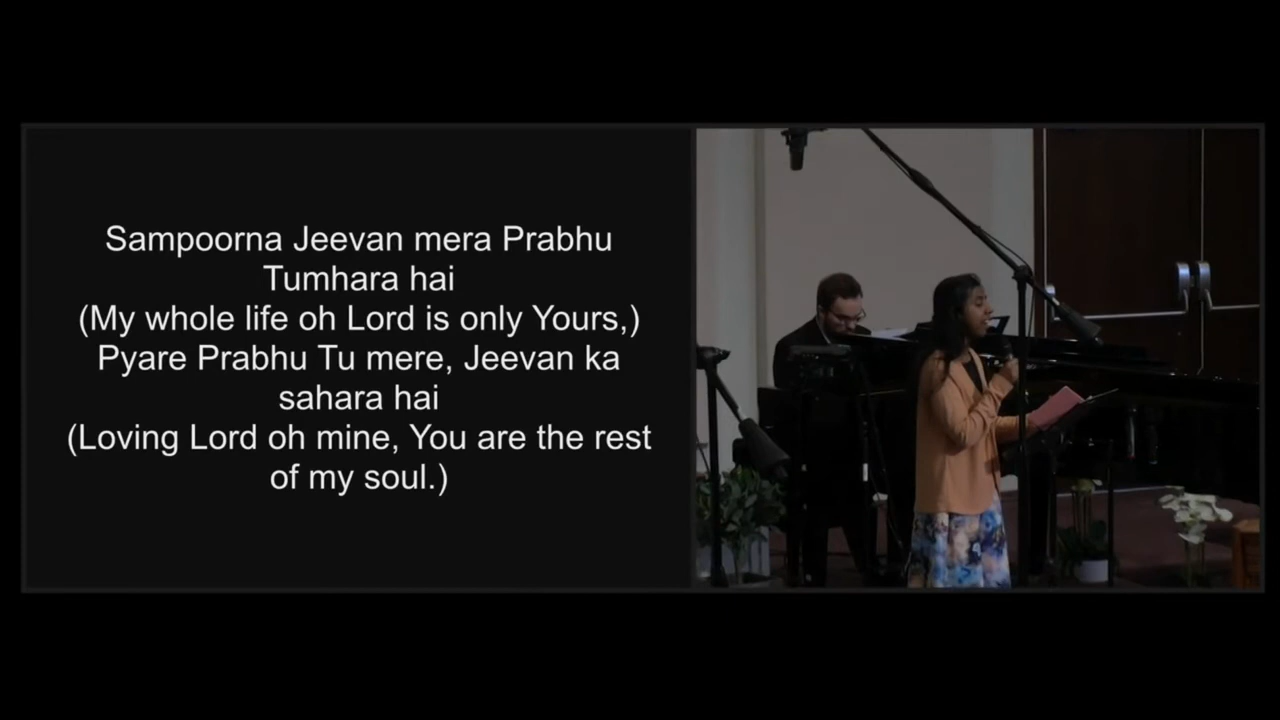 Sampoorna Jeevan mera Prabhu
Tumhara hai
(My whole life oh Lord is only Yours,)
Pyare Prabhu Tu mere, Jeevan ka
sahara hai
(Loving Lord oh mine, You are the rest
of my soul.)